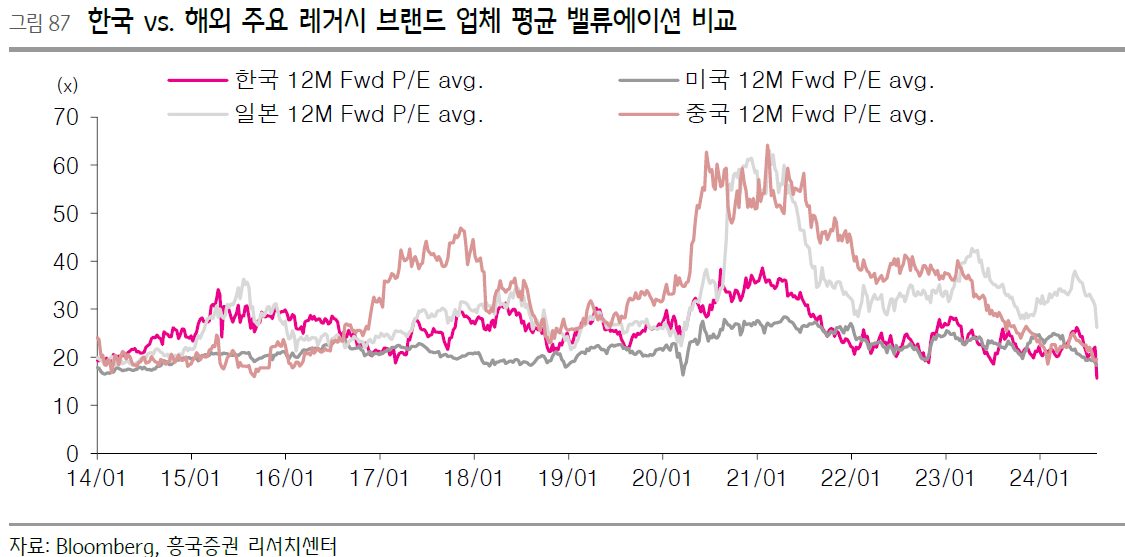 그림 87 한국 vs. 해외 주요 레거시 브랜드 업체 평균 밸류에이션 비교
(x)
한국 12M Fwd P/E avg. 미국 12M Fwd P/E avg.
일본 12M Fwd P/E avg. 중국 12M Fwd P/E avg.
70
60
50
40
30
20
10
0
14/01 15/01 16/01 17/01 18/01 19/01 20/01 21/01 22/01 23/01 24/01
자료: Bloomberg, 흥국증권 리서치센터